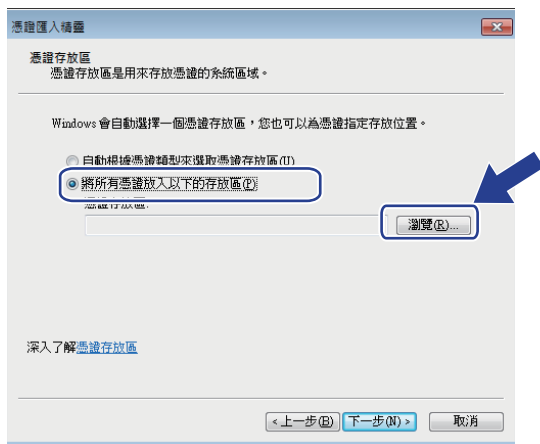 憑證匯入精靈
憑證存放區
憑證存放區是用來存放憑證的系統區域。
Windows 會自動選擇一個憑證存放區，您也可以為憑證指定存放位置。
自動根據憑證類型來選取憑證存放區(U)
將所有憑證放入以下的存放區(P)
憑證存放區:
瀏覽(R)...
深入了解憑證存放區
<上一步(B) 下一步(N)> 取消